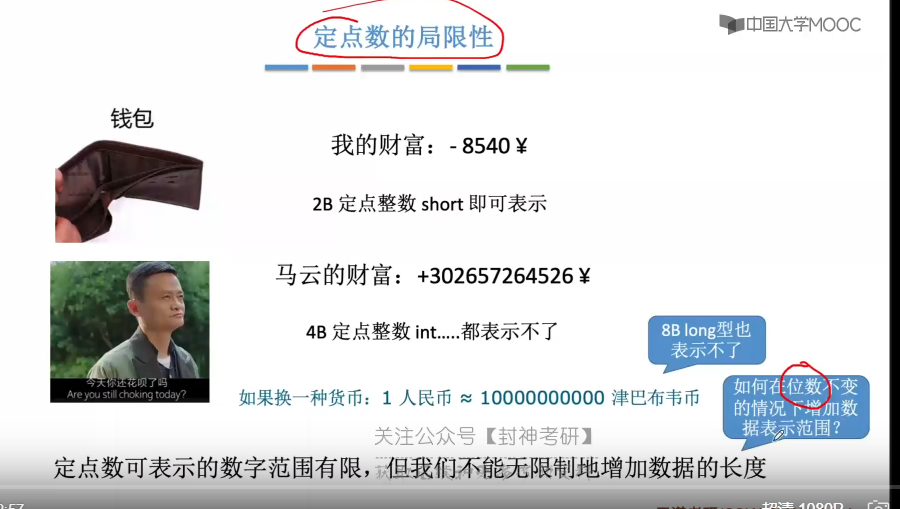 定点数的局限性
中国大学MOOC
钱包
我的财富：- 8540 ¥
2B 定点整数 short 即可表示
马云的财富：+302657264526 ¥
4B 定点整数 int.....都表示不了
8B long型也
表示不了
今天你还花呗了吗
Are you still choking today?
如果换一种货币：1 人民币 ≈ 10000000000 津巴布韦币
如何在位数不变
的情况下增加数
据表示范围？
关注公众号【封神考研】
定点数可表示的数字范围有限，但我们不能无限制地增加数据的长度
超清 1080P